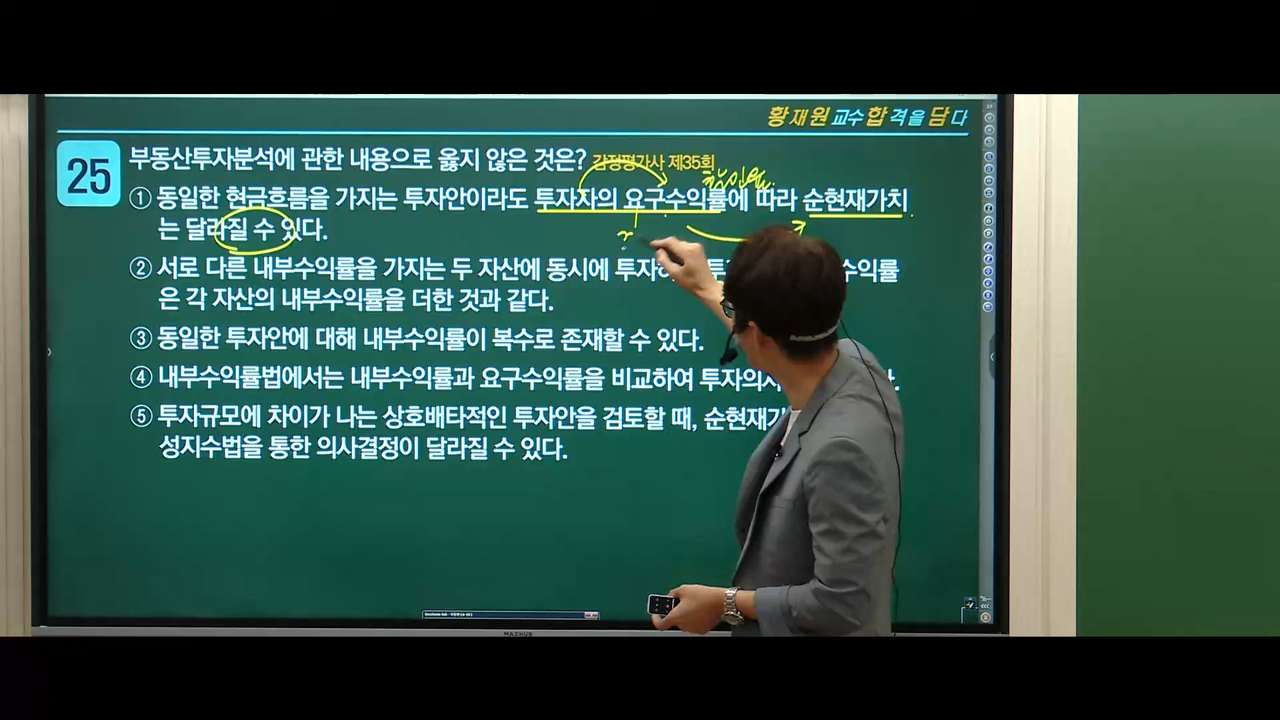 황재원 교수 합격을 담다
25 부동산투자분석에 관한 내용으로 옳지 않은 것은? 감정평가사 제35회
할인율
① 동일한 현금흐름을 가지는 투자안이라도 투자자의 요구수익률에 따라 순현재가치
는 달라질 수 있다.
② 서로 다른 내부수익률을 가지는 두 자산에 동시에 수익률
은 각 자산의 내부수익률을 더한 것과 같다.
③ 동일한 투자안에 대해 내부수익률이 복수로 존재할 수 있다.
④ 내부수익률법에서는 내부수익률과 요구수익률을 비교하여
⑤ 투자규모에 차이가 나는 상호배타적인 투자안을 검토할 때,
성지수법을 통한 의사결정이 달라질 수 있다.
MAXHUB